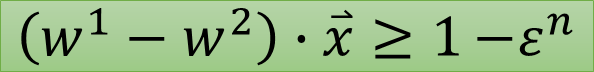 (w¹ − w²) · x⃗ ≥ 1 −εⁿ